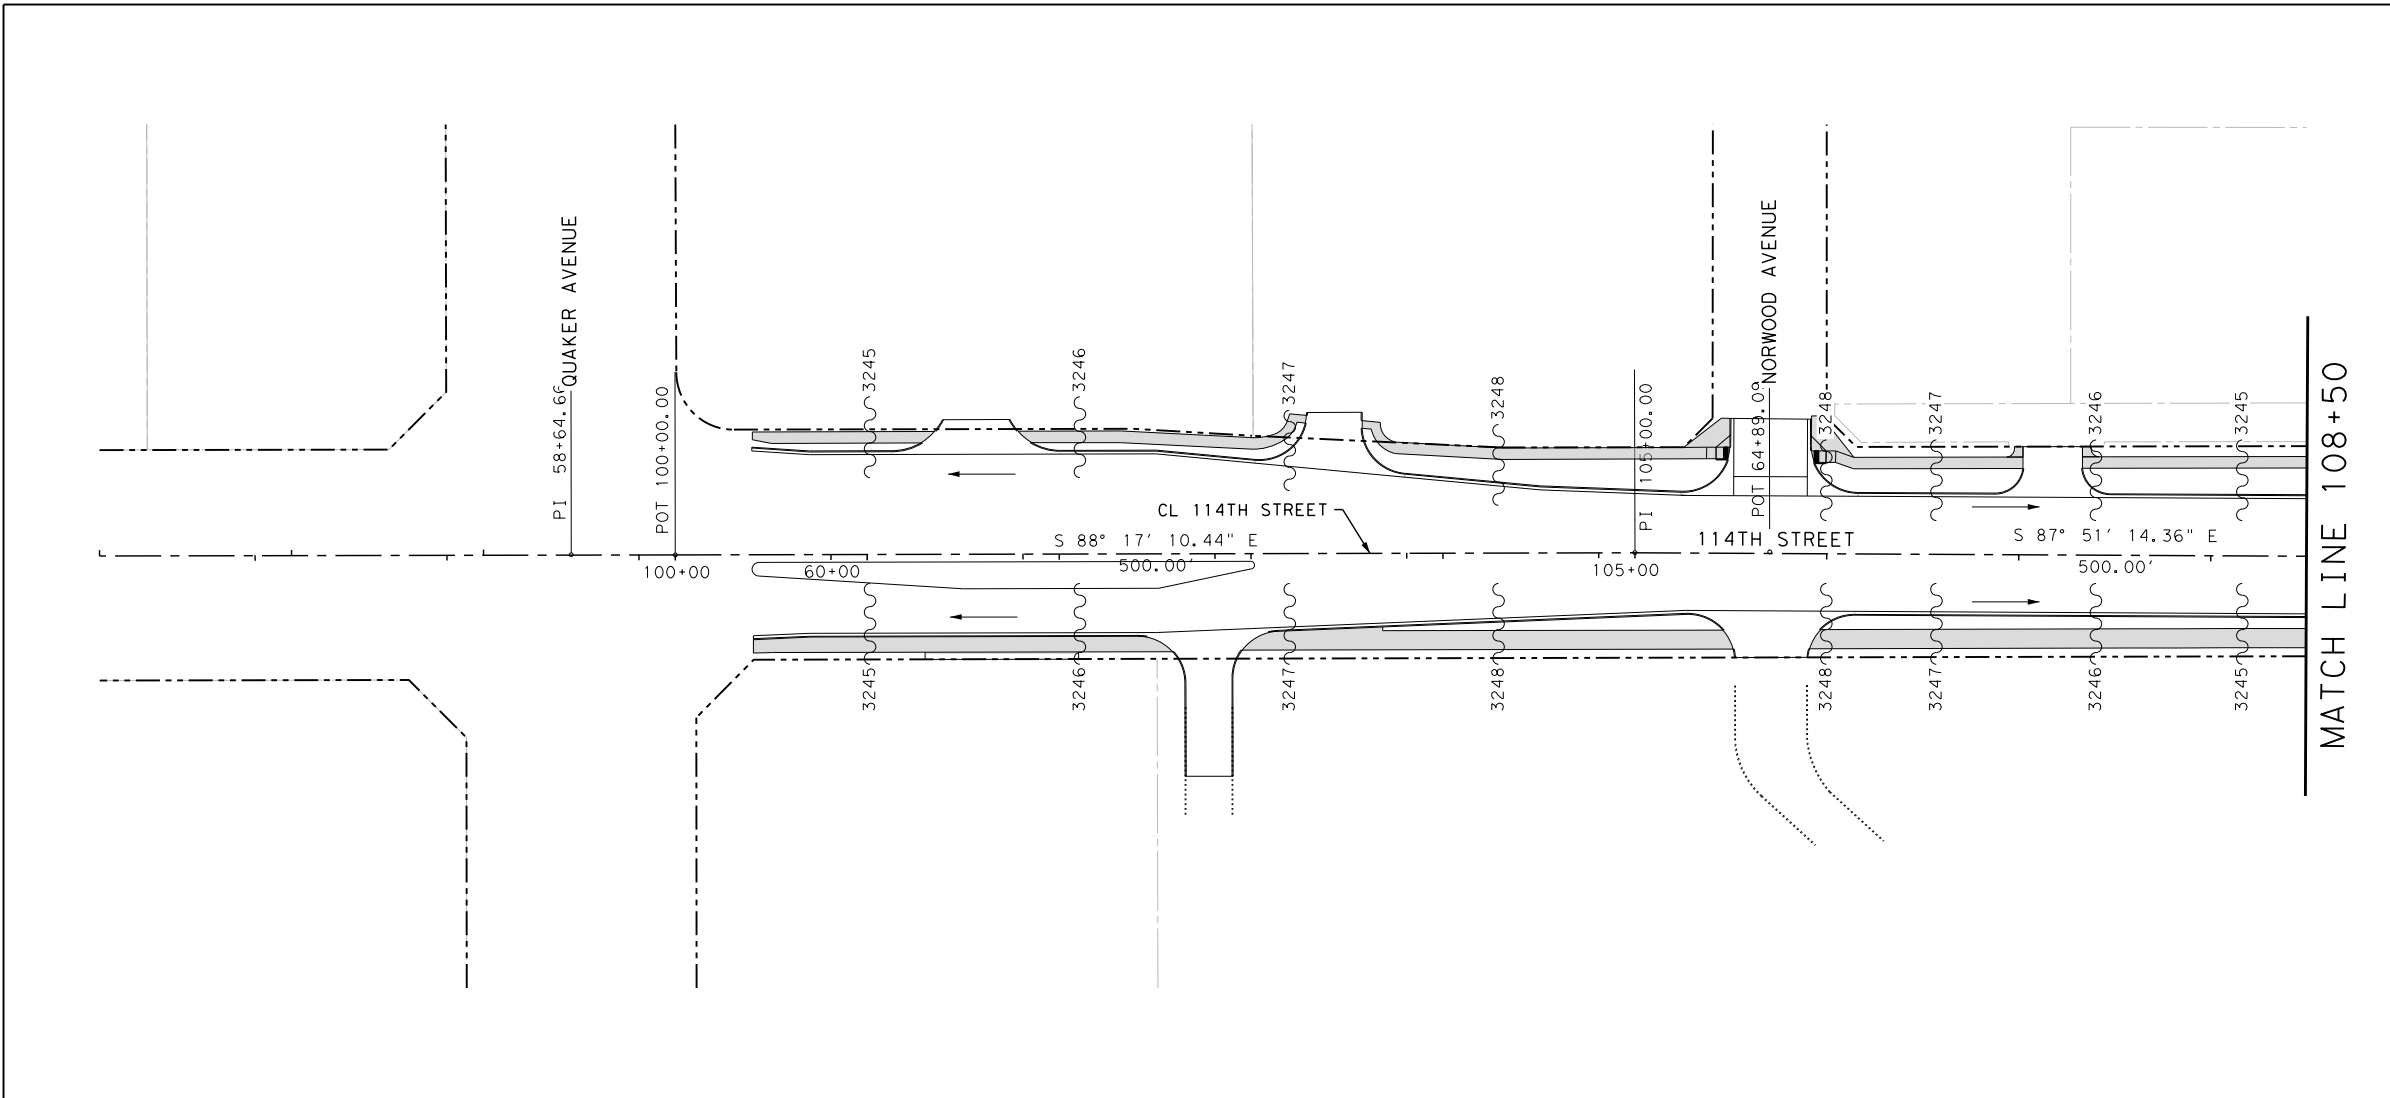 QUAKER AVENUE
PI 58+64.66
POT 100+00.00
3245
3246
3247
3248
PI 105+00.00
NORWOOD AVENUE
POT 64+89.09
3248
3247
3246
3245
MATCH LINE 108+50
CL 114TH STREET
S 88° 17' 10.44" E
500.00'
114TH STREET
S 87° 51' 14.36" E
500.00'
100+00
60+00
105+00
3245
3246
3247
3248
3248
3247
3246
3245